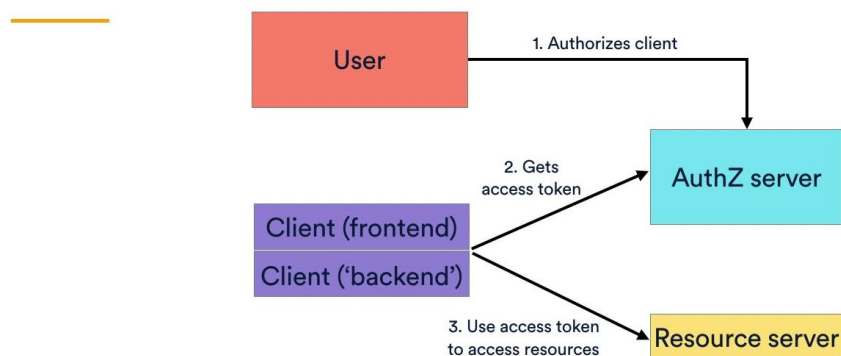 User
1. Authorizes client
AuthZ server
2. Gets
access token
Client (frontend)
Client (‘backend’)
3. Use access token
to access resources
Resource server